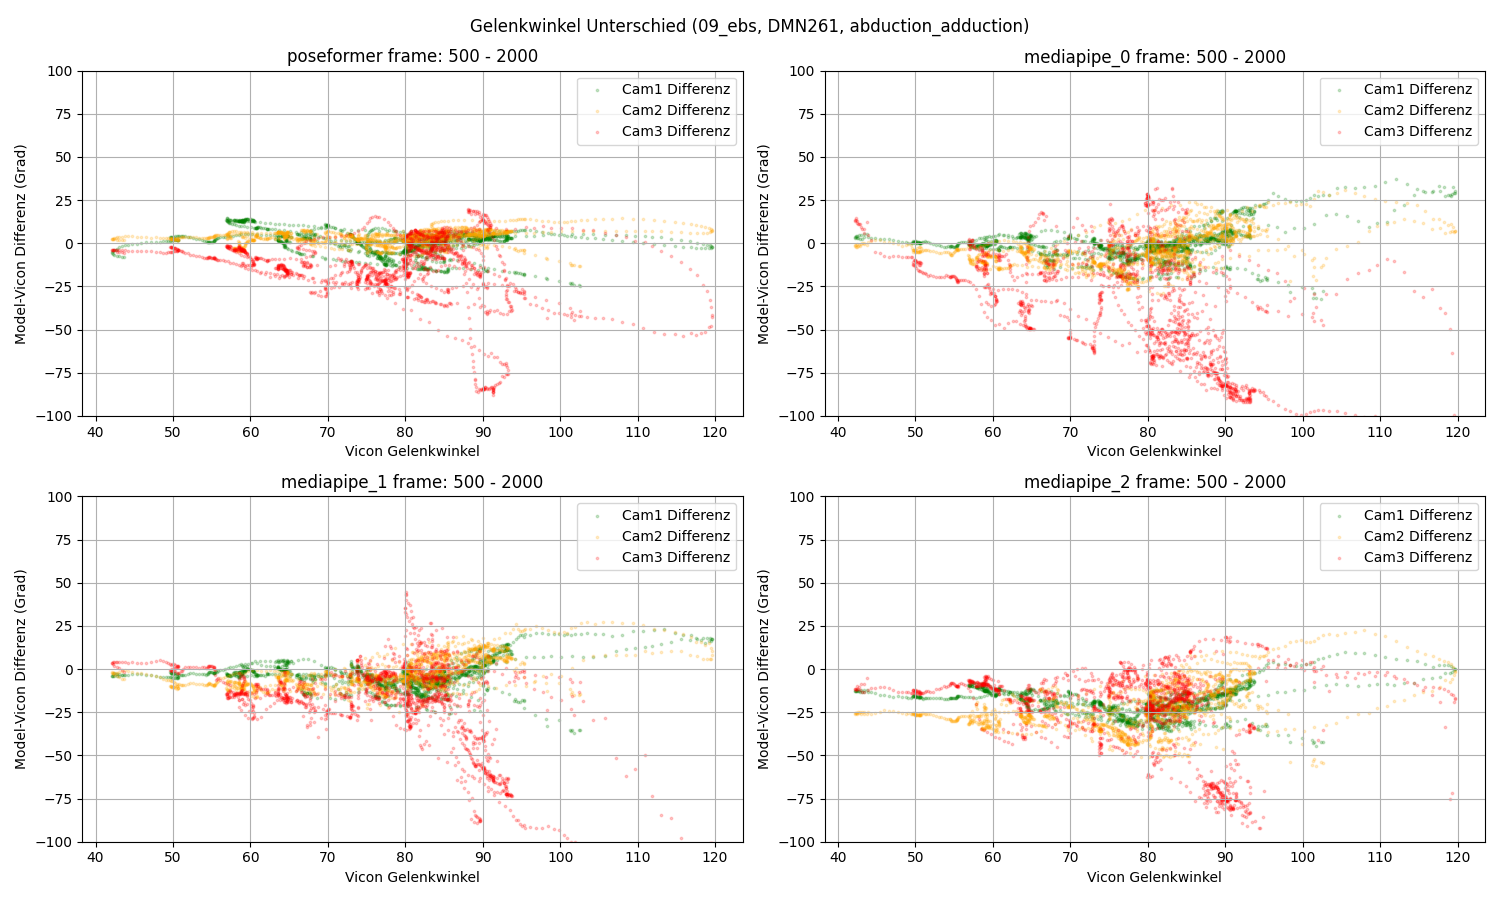 Gelenkwinkel Unterschied (09_ebs, DMN261, abduction_adduction)
poseformer frame: 500 - 2000
Model-Vicon Differenz (Grad)
100
75
50
25
0
−25
−50
−75
−100
Cam1 Differenz
Cam2 Differenz
Cam3 Differenz
40 50 60 70 80 90 100 110 120
Vicon Gelenkwinkel
mediapipe_0 frame: 500 - 2000
Model-Vicon Differenz (Grad)
100
75
50
25
0
−25
−50
−75
−100
Cam1 Differenz
Cam2 Differenz
Cam3 Differenz
40 50 60 70 80 90 100 110 120
Vicon Gelenkwinkel
mediapipe_1 frame: 500 - 2000
Model-Vicon Differenz (Grad)
100
75
50
25
0
−25
−50
−75
−100
Cam1 Differenz
Cam2 Differenz
Cam3 Differenz
40 50 60 70 80 90 100 110 120
Vicon Gelenkwinkel
mediapipe_2 frame: 500 - 2000
Model-Vicon Differenz (Grad)
100
75
50
25
0
−25
−50
−75
−100
Cam1 Differenz
Cam2 Differenz
Cam3 Differenz
40 50 60 70 80 90 100 110 120
Vicon Gelenkwinkel